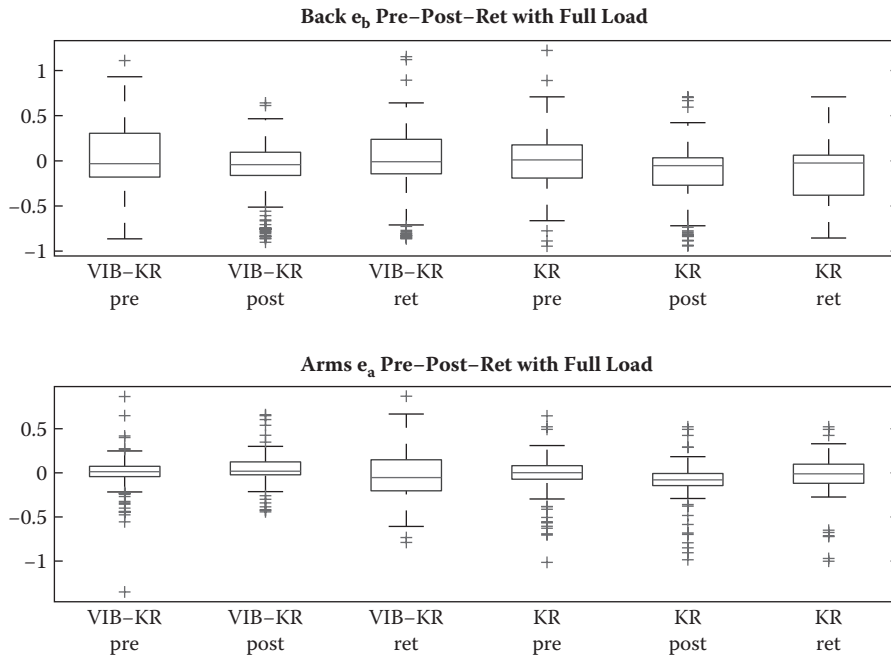 Back e_b Pre–Post–Ret with Full Load
1
0.5
0
−0.5
−1
VIB–KR VIB–KR VIB–KR KR KR KR
pre post ret pre post ret
Arms e_a Pre–Post–Ret with Full Load
0.5
0
−0.5
−1
VIB–KR VIB–KR VIB–KR KR KR KR
pre post ret pre post ret